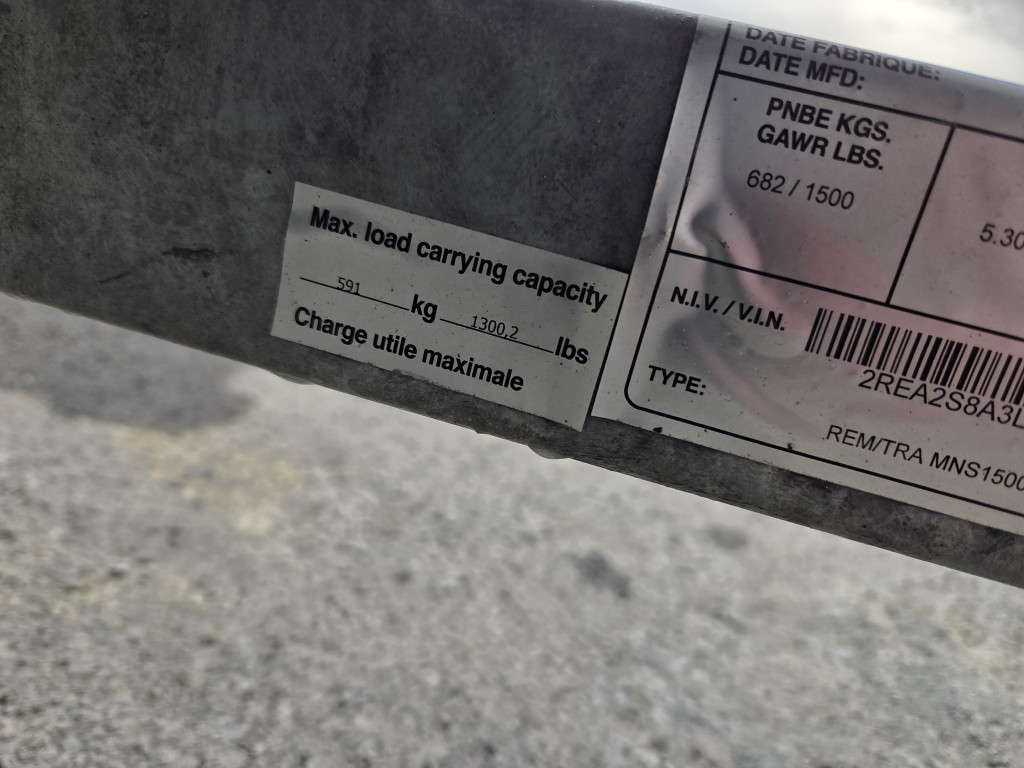 Max. load carrying capacity
591 kg 1300,2 lbs
Charge utile maximale
DATE FABRIQUE:
DATE MFD:
PNBE KGS.
GAWR LBS.
682 / 1500
5.30
N.I.V. / V.I.N.
2REA2S8A3L
TYPE:
REM/TRA MNS1500